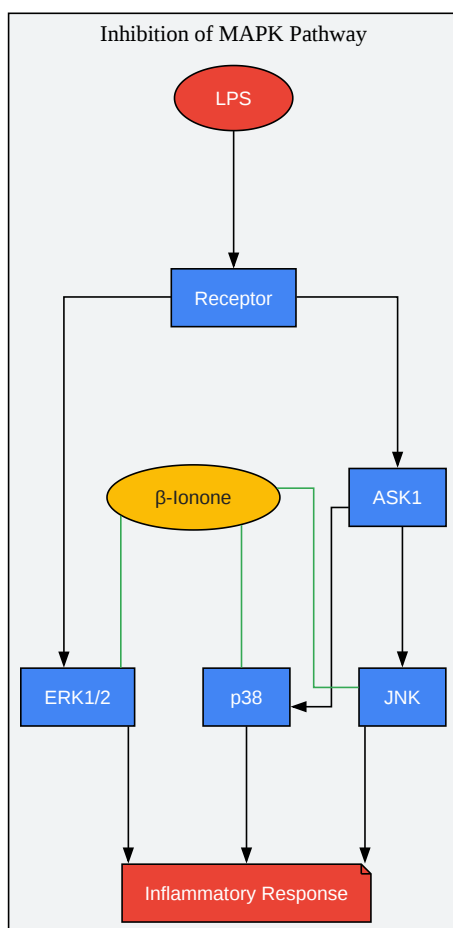 Inhibition of MAPK Pathway
LPS
Receptor
β-Ionone
ASK1
ERK1/2
p38
JNK
Inflammatory Response